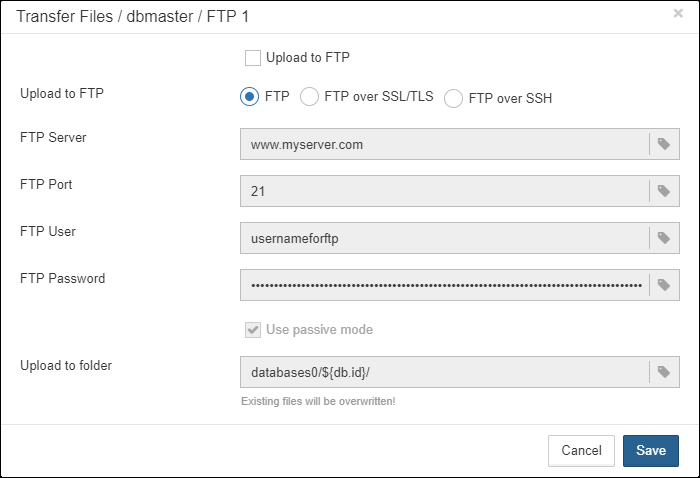 Transfer Files / dbmaster / FTP 1 ×
Upload to FTP
Upload to FTP FTP FTP over SSL/TLS FTP over SSH
FTP Server www.myserver.com
FTP Port 21
FTP User usernameforftp
FTP Password ••••••••••••••••••••••••••••••••••••••••••••••••••••••••••••••••••••••••••••••••••••••••
Use passive mode
Upload to folder databases0/${db.id}/
Existing files will be overwritten!
Cancel Save